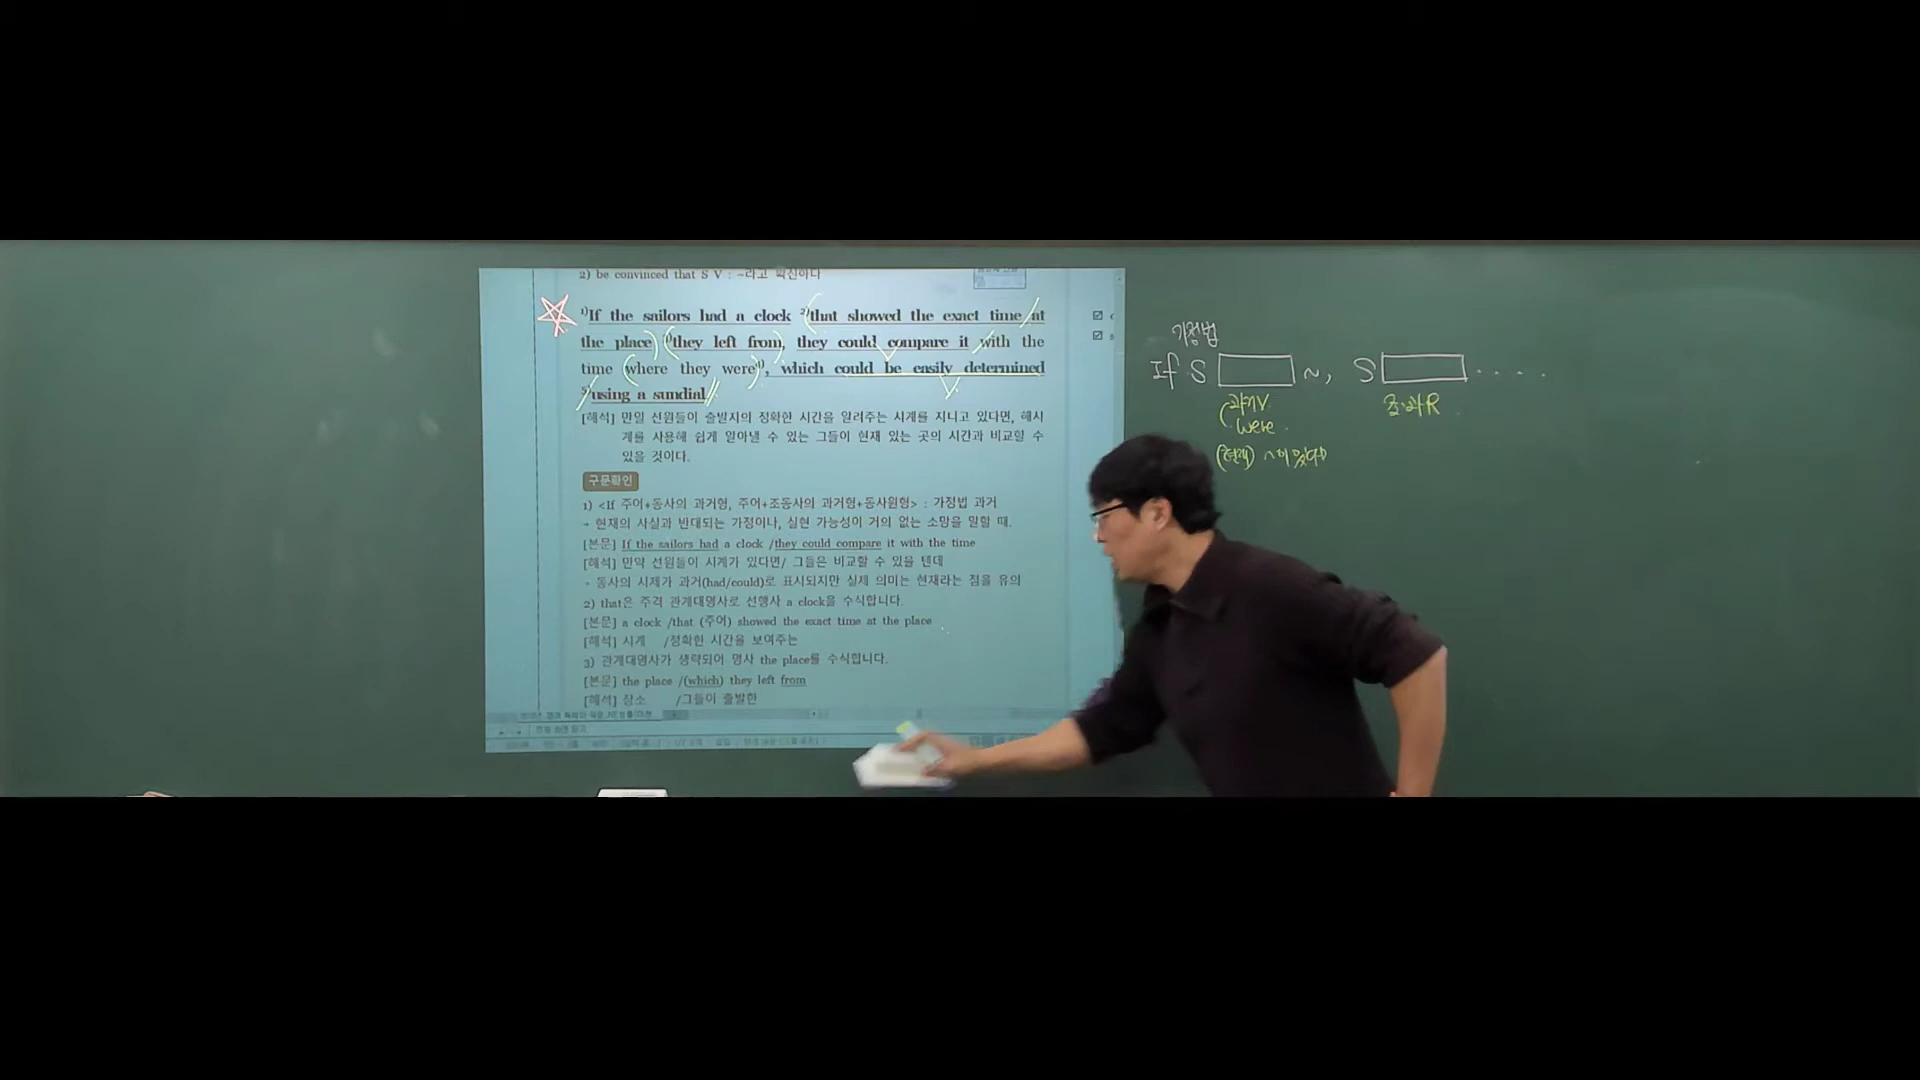 2) be convinced that S V : ~라고 확신하다
1)If the sailors had a clock 2)that showed the exact time at
the place 3)they left from, they could compare it with the
time where they were4), which could be easily determined
5)using a sundial.
[해석] 만일 선원들이 출발지의 정확한 시간을 알려주는 시계를 지니고 있다면, 해시
계를 사용해 쉽게 알아낼 수 있는 그들이 현재 있는 곳의 시간과 비교할 수
있을 것이다.
구문확인
1) <If 주어+동사의 과거형, 주어+조동사의 과거형+동사원형> : 가정법 과거
→ 현재의 사실과 반대되는 가정이나, 실현 가능성이 거의 없는 소망을 말할 때.
[본문] If the sailors had a clock /they could compare it with the time
[해석] 만약 선원들이 시계가 있다면/ 그들은 비교할 수 있을 텐데
◦ 동사의 시제가 과거(had/could)로 표시되지만 실제 의미는 현재라는 점을 유의
2) that은 주격 관계대명사로 선행사 a clock을 수식합니다.
[본문] a clock /that (주어) showed the exact time at the place
[해석] 시계 /정확한 시간을 보여주는
3) 관계대명사가 생략되어 명사 the place를 수식합니다.
[본문] the place /(which) they left from
[해석] 장소 /그들이 출발한
가정법
If S ~, S ....
(과거V 조·과R
were
(현재)